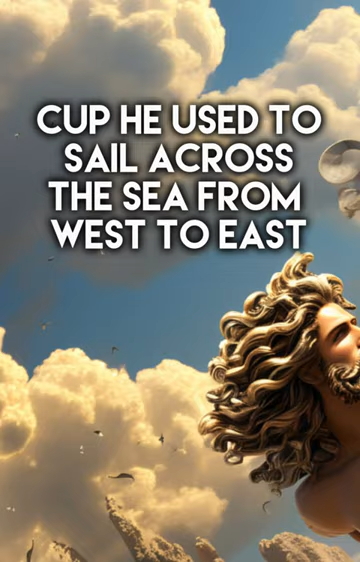 CUP HE USED TO
SAIL ACROSS
THE SEA FROM
WEST TO EAST